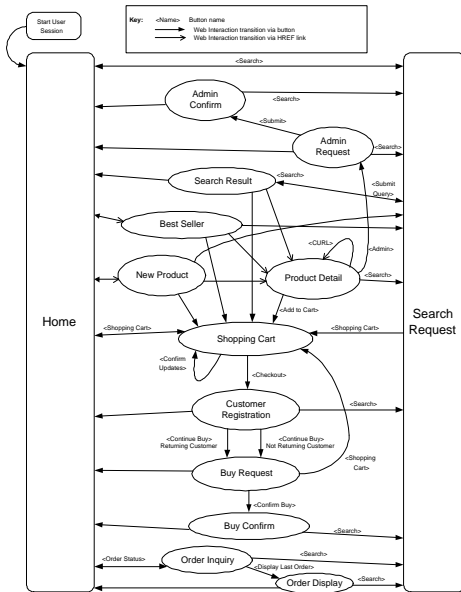 Start User
Session
Key: <Name> Button name
Web Interaction transition via button
Web Interaction transition via HREF link
<Search>
Admin
Confirm
<Search>
<Submit>
Admin
Request
<Search>
Search Result
<Search>
<Submit
Query>
Best Seller
<CURL>
<Admin>
New Product
Product Detail
<Search>
<Add to Cart>
Home
Search
Request
<Shopping Cart>
<Shopping Cart>
Shopping Cart
<Confirm
Updates>
<Checkout>
Customer
Registration
<Search>
<Continue Buy>
Returning Customer
<Continue Buy>
Not Returning Customer
<Shopping
Cart>
Buy Request
<Confirm Buy>
Buy Confirm
<Search>
<Order Status>
Order Inquiry
<Search>
<Display Last Order>
Order Display
<Search>